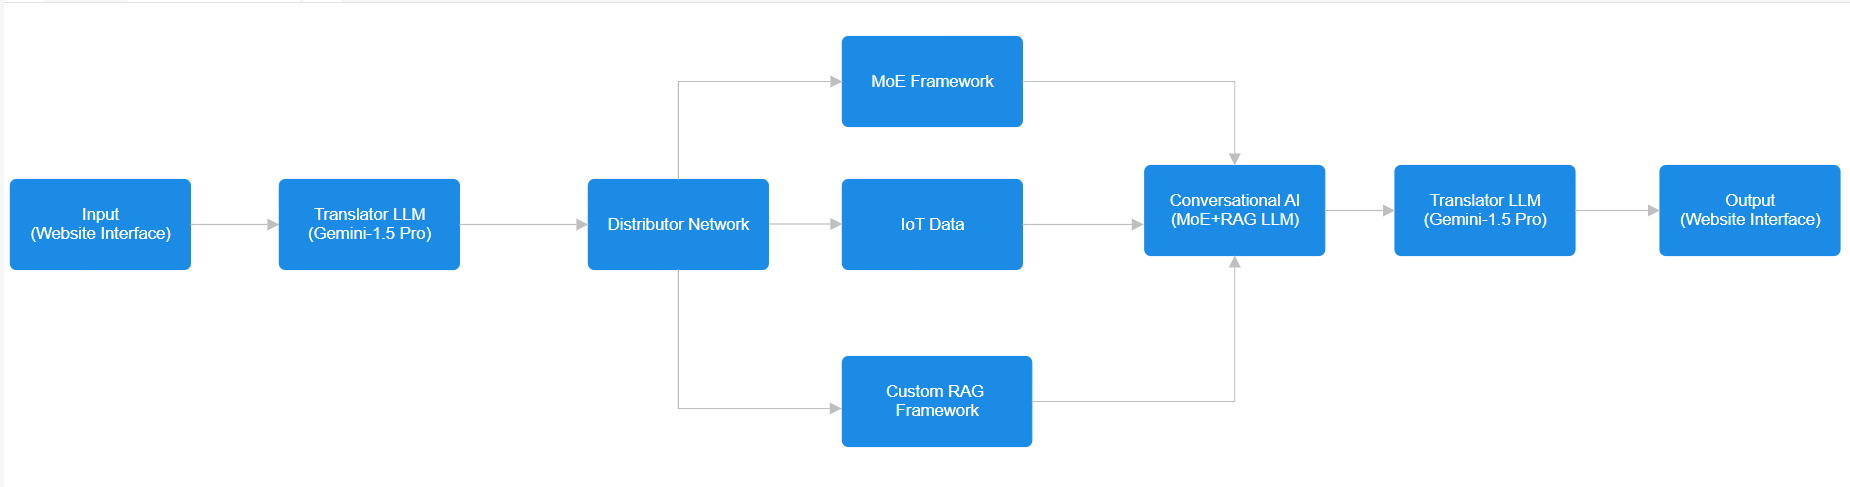 Input
(Website Interface)
Translator LLM
(Gemini-1.5 Pro)
Distributor Network
MoE Framework
IoT Data
Custom RAG
Framework
Conversational AI
(MoE+RAG LLM)
Translator LLM
(Gemini-1.5 Pro)
Output
(Website Interface)